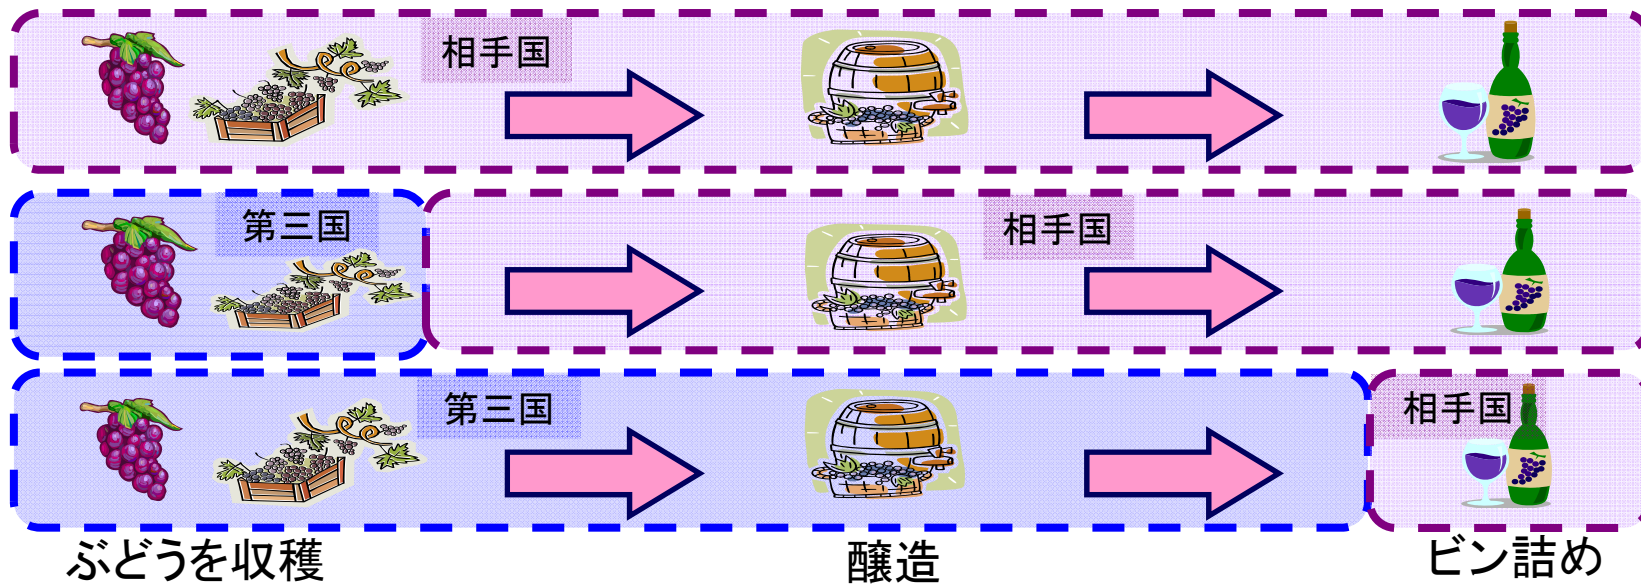 相手国
第三国
相手国
第三国
相手国
ぶどうを収穫
醸造
ビン詰め